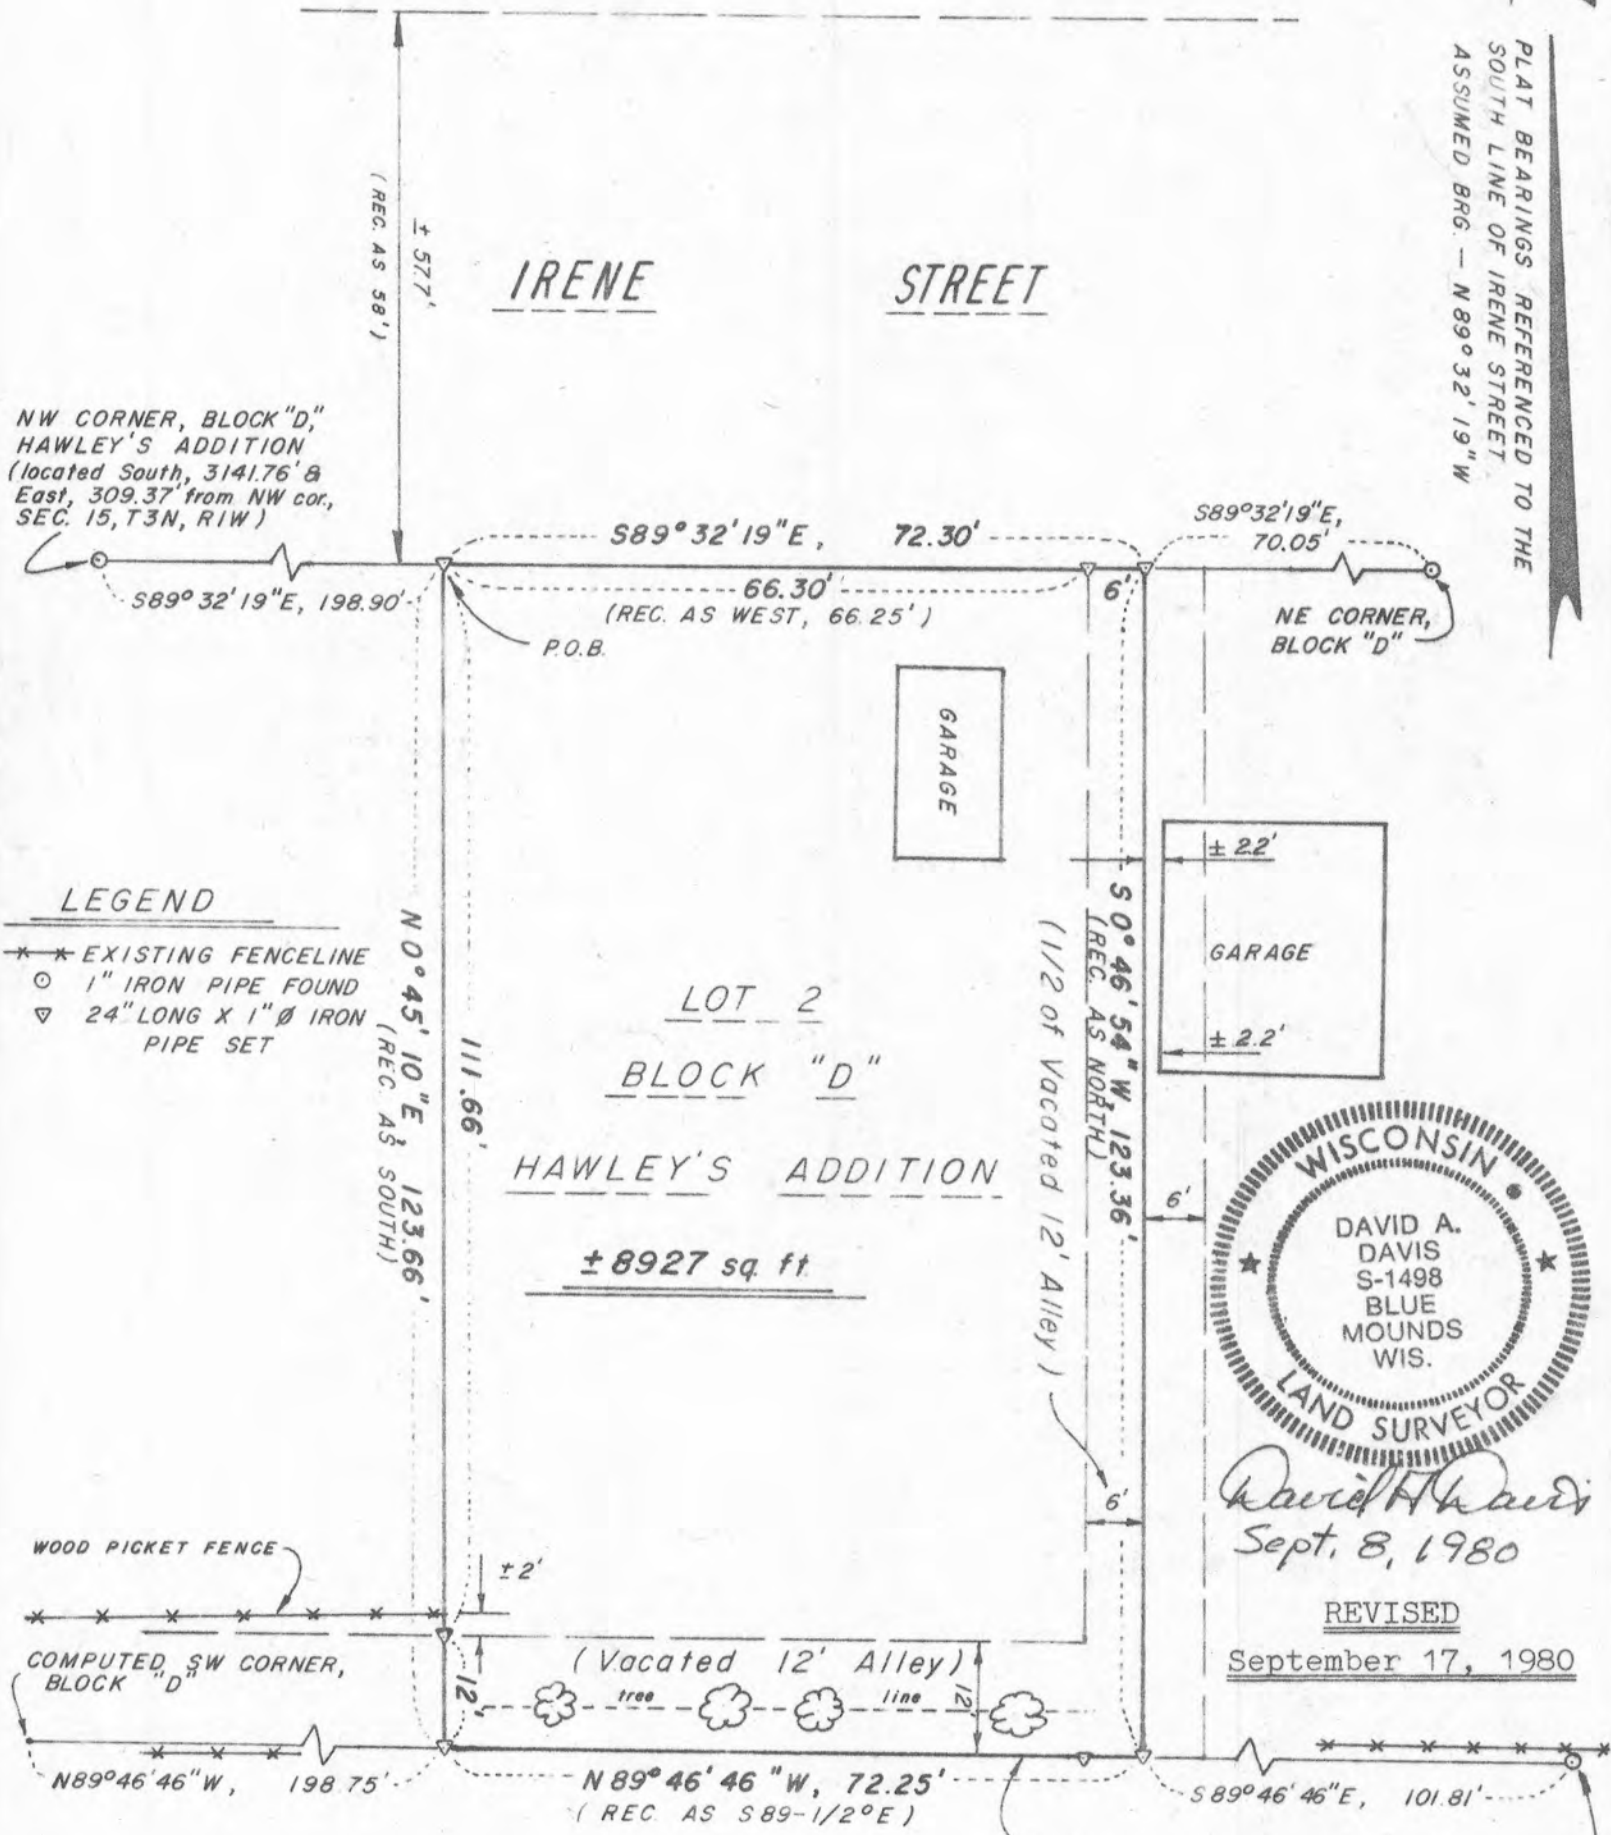 PLAT BEARINGS REFERENCED TO THE
SOUTH LINE OF IRENE STREET
ASSUMED BRG. — N89°32'19"W
± 57.7'
(REC. AS 58')
IRENE STREET
NW CORNER, BLOCK "D,"
HAWLEY'S ADDITION
(located South, 3141.76' &
East, 309.37' from NW cor.,
SEC. 15, T3N, R1W)
S89°32'19"E, 198.90'
S89°32'19"E, 72.30'
66.30'
(REC. AS WEST, 66.25')
6'
P.O.B.
S89°32'19"E,
70.05'
NE CORNER,
BLOCK "D"
GARAGE
± 2.2'
GARAGE
± 2.2'
LEGEND
EXISTING FENCELINE
1" IRON PIPE FOUND
24" LONG X 1" Ø IRON
PIPE SET
N 0° 45' 10" E, 123.66'
(REC. AS SOUTH)
111.66'
LOT 2
BLOCK "D"
HAWLEY'S ADDITION
± 8927 sq. ft.
S 0° 46' 54" W, 123.36'
(REC. AS NORTH)
(1/2 of Vacated 12' Alley)
6'
6'
WISCONSIN
DAVID A.
DAVIS
S-1498
BLUE
MOUNDS
WIS.
LAND SURVEYOR
David A Davis
Sept. 8, 1980
REVISED
September 17, 1980
WOOD PICKET FENCE
±2'
COMPUTED SW CORNER,
BLOCK "D"
(Vacated 12' Alley)
12'
tree line
12'
N89°46'46"W, 198.75'
N89°46'46"W, 72.25'
(REC. AS S89-1/2°E)
S89°46'46"E, 101.81'